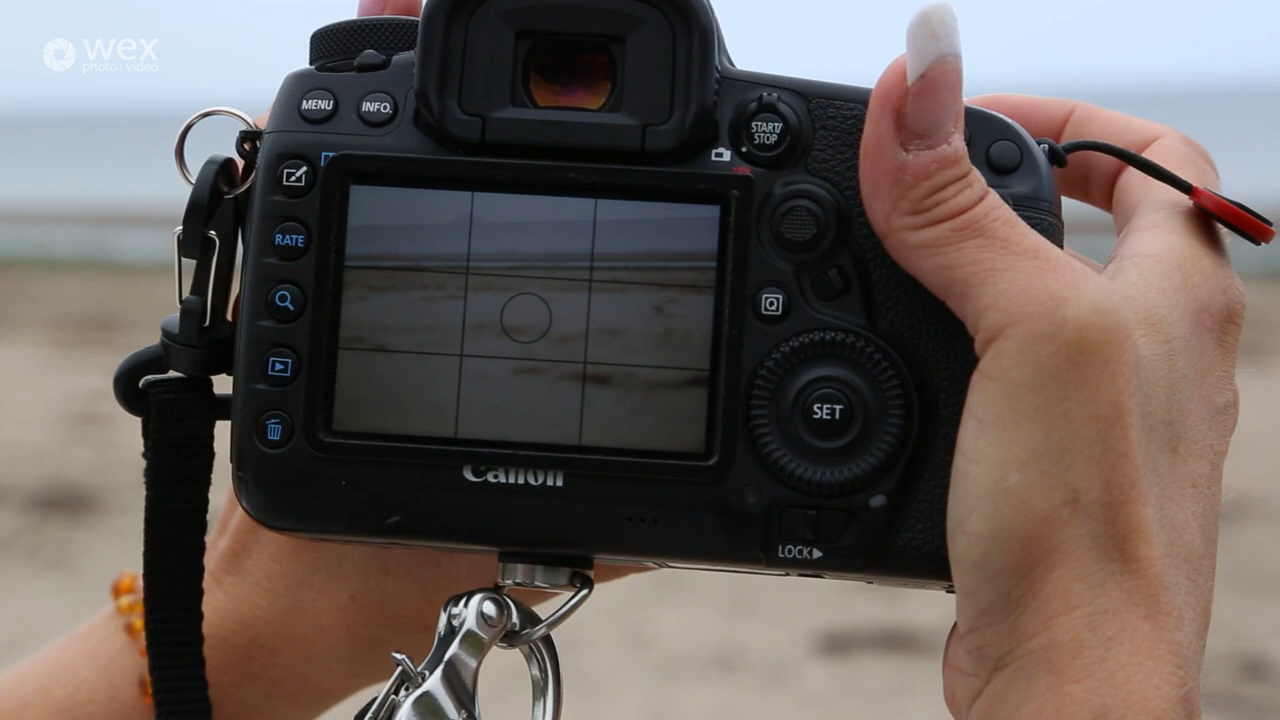 wex
photo video
MENU
INFO.
START/
STOP
RATE
Q
SET
Canon
LOCK